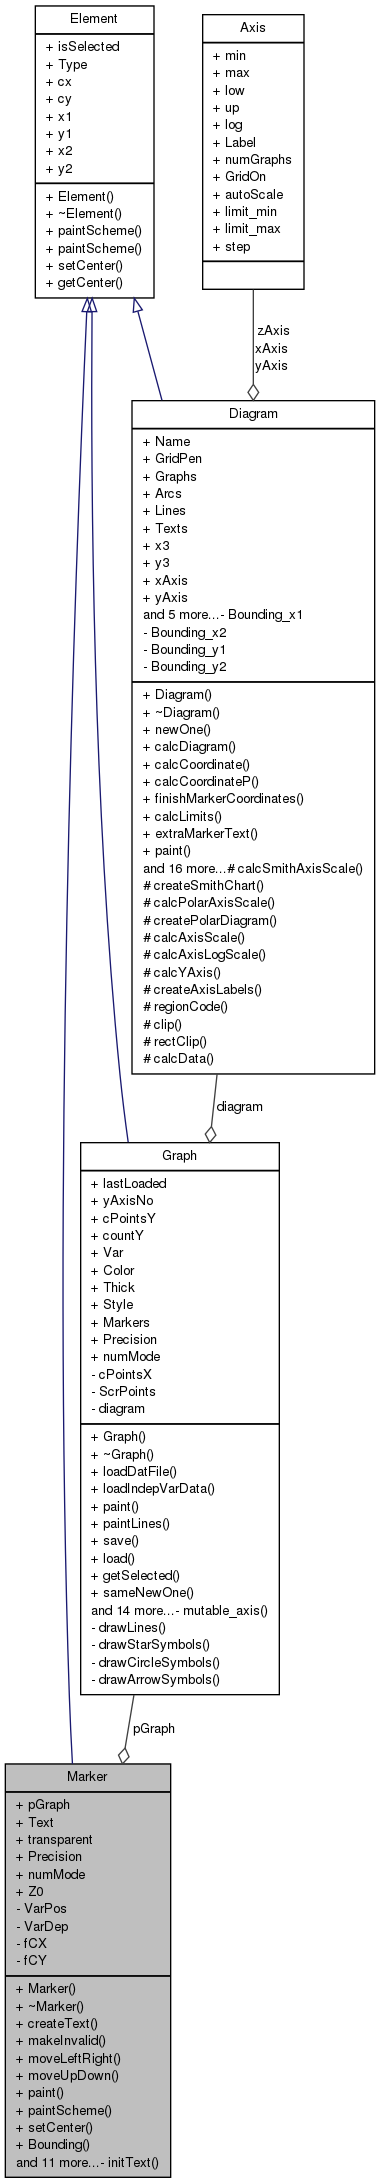 Element
+ isSelected
+ Type
+ cx
+ cy
+ x1
+ y1
+ x2
+ y2
+ Element()
+ ~Element()
+ paintScheme()
+ paintScheme()
+ setCenter()
+ getCenter()
Axis
+ min
+ max
+ low
+ up
+ log
+ Label
+ numGraphs
+ GridOn
+ autoScale
+ limit_min
+ limit_max
+ step
zAxis
xAxis
yAxis
Diagram
+ Name
+ GridPen
+ Graphs
+ Arcs
+ Lines
+ Texts
+ x3
+ y3
+ xAxis
+ yAxis
and 5 more...- Bounding_x1
- Bounding_x2
- Bounding_y1
- Bounding_y2
+ Diagram()
+ ~Diagram()
+ newOne()
+ calcDiagram()
+ calcCoordinate()
+ calcCoordinateP()
+ finishMarkerCoordinates()
+ calcLimits()
+ extraMarkerText()
+ paint()
and 16 more...# calcSmithAxisScale()
# createSmithChart()
# calcPolarAxisScale()
# createPolarDiagram()
# calcAxisScale()
# calcAxisLogScale()
# calcYAxis()
# createAxisLabels()
# regionCode()
# clip()
# rectClip()
# calcData()
diagram
Graph
+ lastLoaded
+ yAxisNo
+ cPointsY
+ countY
+ Var
+ Color
+ Thick
+ Style
+ Markers
+ Precision
+ numMode
- cPointsX
- ScrPoints
- diagram
+ Graph()
+ ~Graph()
+ loadDatFile()
+ loadIndepVarData()
+ paint()
+ paintLines()
+ save()
+ load()
+ getSelected()
+ sameNewOne()
and 14 more...- mutable_axis()
- drawLines()
- drawStarSymbols()
- drawCircleSymbols()
- drawArrowSymbols()
pGraph
Marker
+ pGraph
+ Text
+ transparent
+ Precision
+ numMode
+ Z0
- VarPos
- VarDep
- fCX
- fCY
+ Marker()
+ ~Marker()
+ createText()
+ makeInvalid()
+ moveLeftRight()
+ moveUpDown()
+ paint()
+ paintScheme()
+ setCenter()
+ Bounding()
and 11 more...- initText()